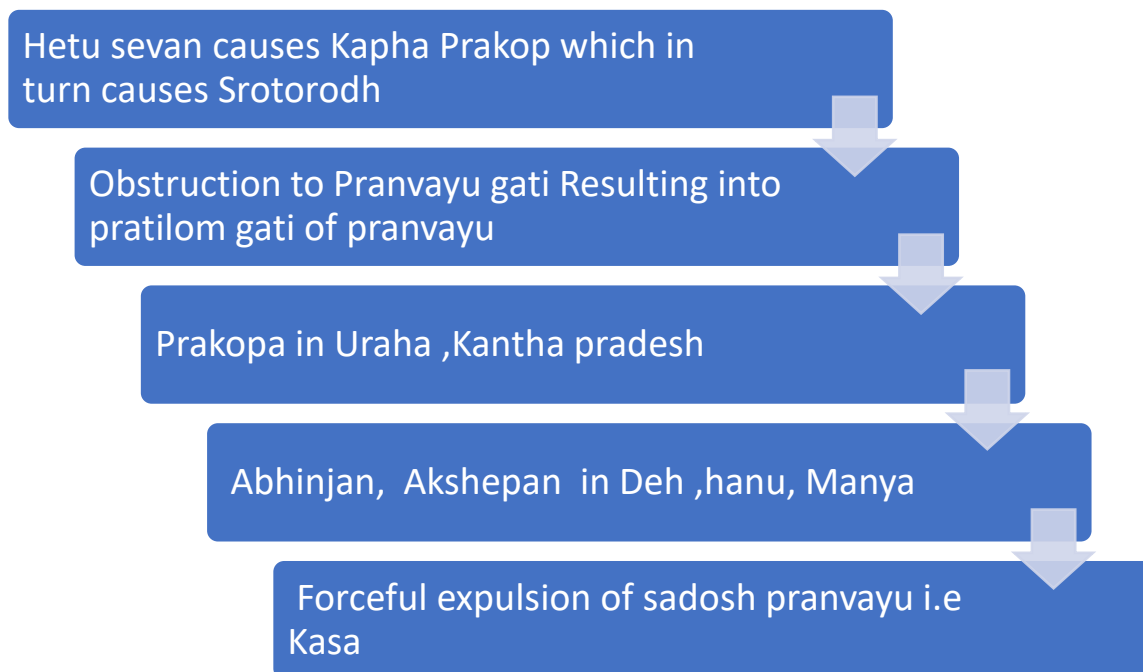 Hetu sevan causes Kapha Prakop which in
turn causes Srotorodh
Obstruction to Pranvayu gati Resulting into
pratilom gati of pranvayu
Prakopa in Uraha ,Kantha pradesh
Abhinjan, Akshepan in Deh ,hanu, Manya
Forceful expulsion of sadosh pranvayu i.e
Kasa